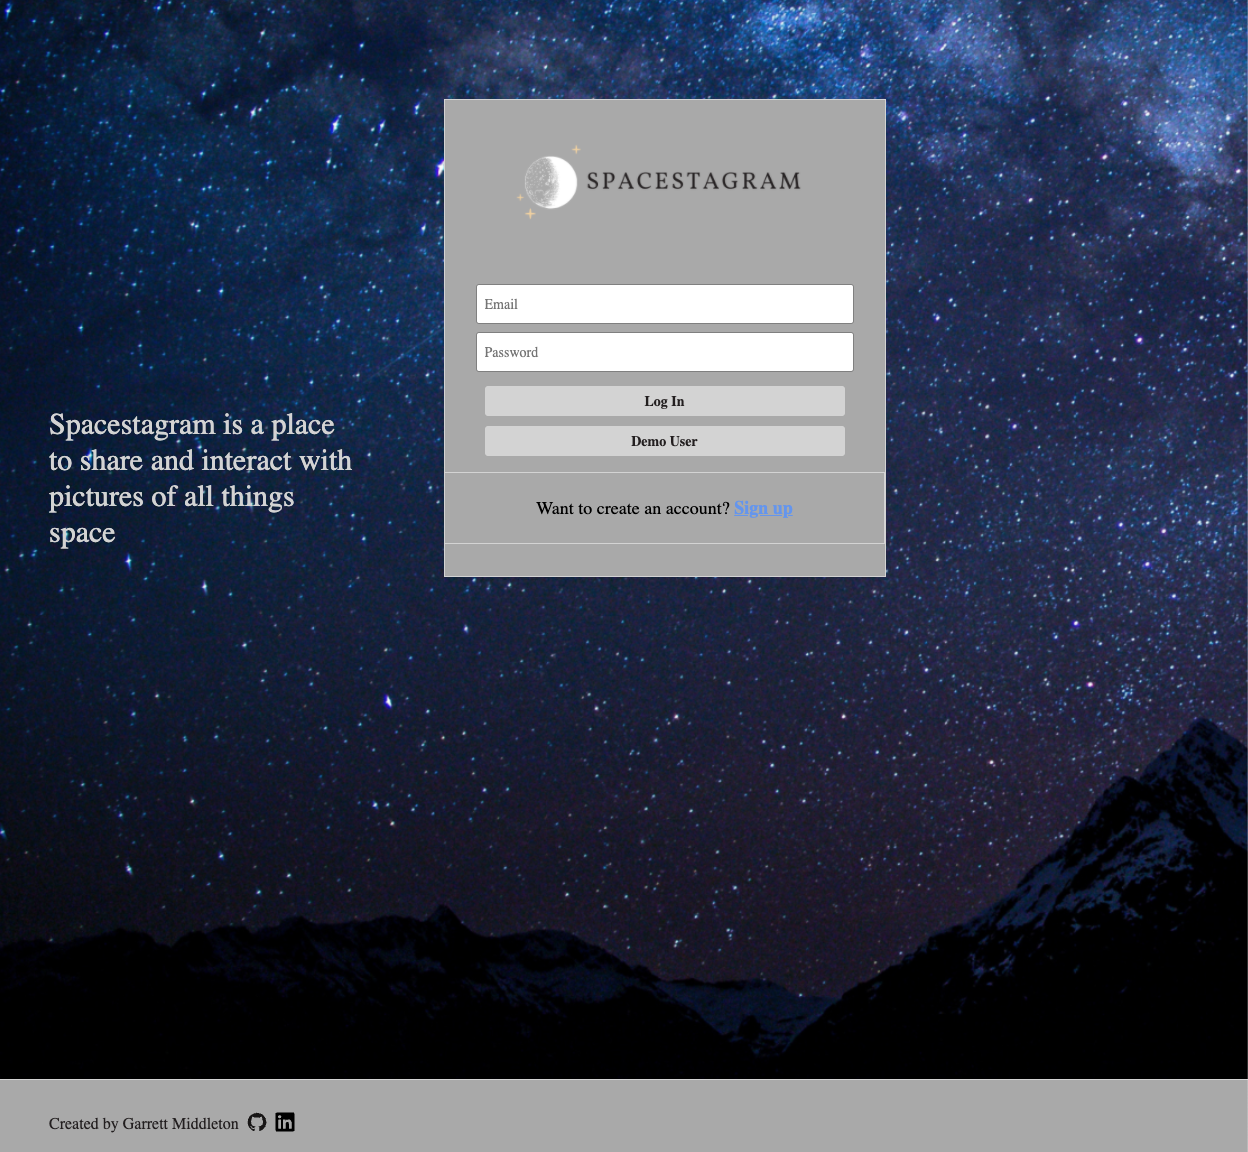 SPACESTAGRAM
Email
Password
Log In
Demo User
Spacestagram is a place
to share and interact with
pictures of all things
space
Want to create an account? Sign up
Created by Garrett Middleton
in